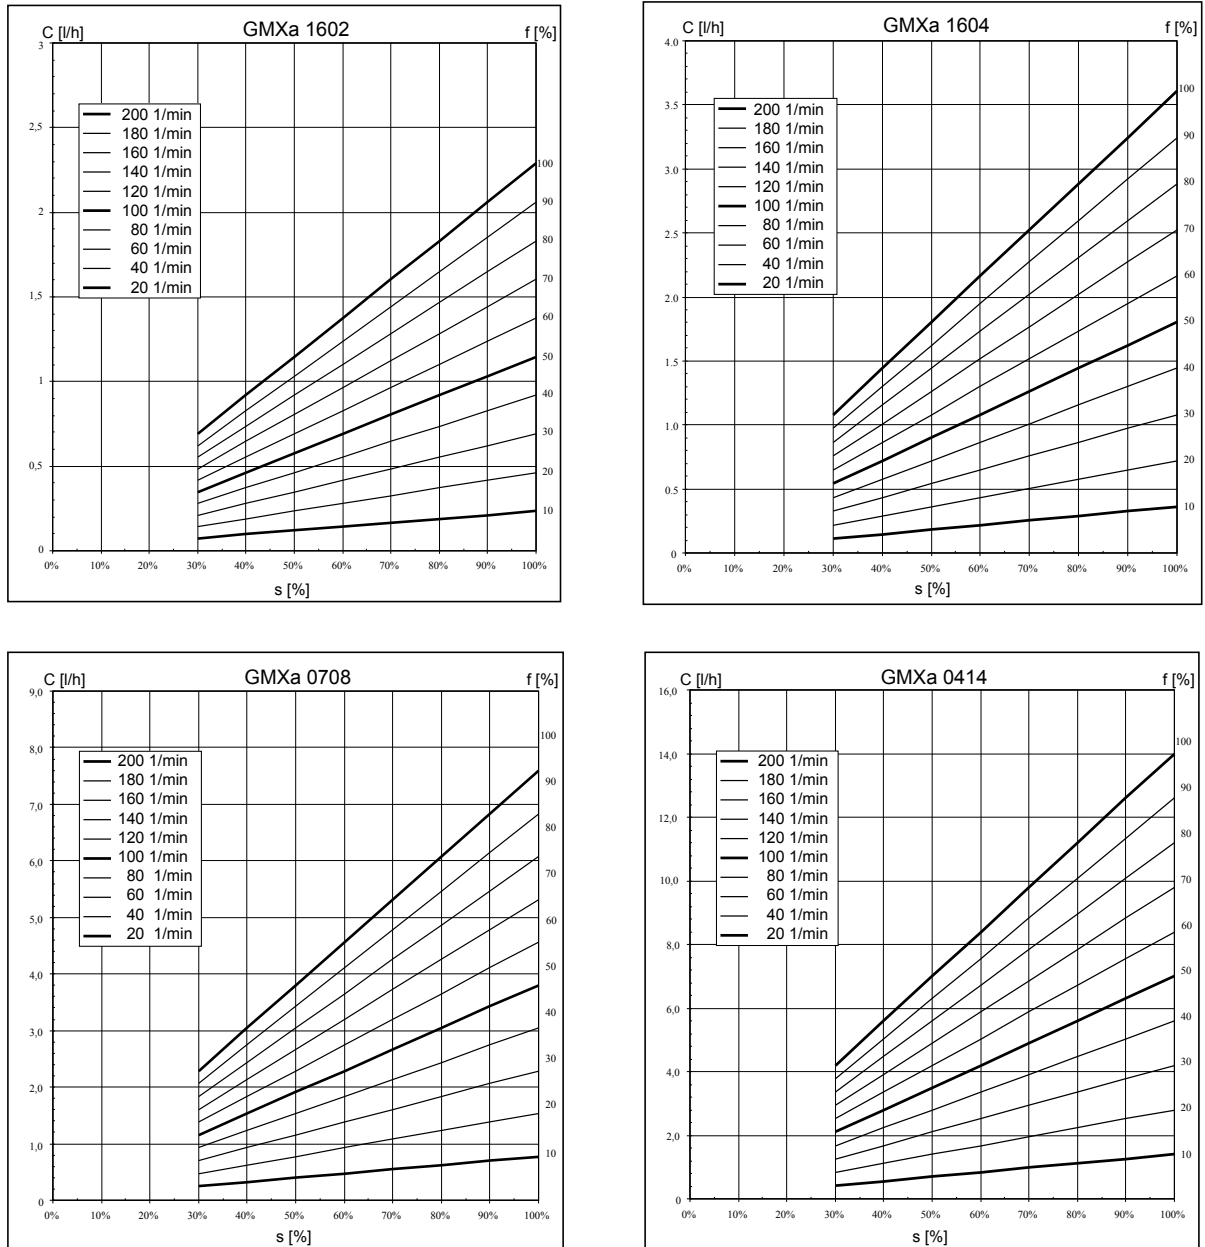 GMXa 1602
C [l/h]
f [%]
3
2,5
2
1,5
1
0,5
0
200 1/min
180 1/min
160 1/min
140 1/min
120 1/min
100 1/min
80 1/min
60 1/min
40 1/min
20 1/min
100
90
80
70
60
50
40
30
20
10
0% 10% 20% 30% 40% 50% 60% 70% 80% 90% 100%
s [%]
GMXa 1604
C [l/h]
f [%]
4.0
3.5
3.0
2.5
2.0
1.5
1.0
0.5
0
200 1/min
180 1/min
160 1/min
140 1/min
120 1/min
100 1/min
80 1/min
60 1/min
40 1/min
20 1/min
100
90
80
70
60
50
40
30
20
10
0% 10% 20% 30% 40% 50% 60% 70% 80% 90% 100%
s [%]
GMXa 0708
C [l/h]
f [%]
9,0
8,0
7,0
6,0
5,0
4,0
3,0
2,0
1,0
0
200 1/min
180 1/min
160 1/min
140 1/min
120 1/min
100 1/min
80 1/min
60 1/min
40 1/min
20 1/min
100
90
80
70
60
50
40
30
20
10
0% 10% 20% 30% 40% 50% 60% 70% 80% 90% 100%
s [%]
GMXa 0414
C [l/h]
f [%]
16,0
14,0
12,0
10,0
8,0
6,0
4,0
2,0
0
200 1/min
180 1/min
160 1/min
140 1/min
120 1/min
100 1/min
80 1/min
60 1/min
40 1/min
20 1/min
100
90
80
70
60
50
40
30
20
10
0% 10% 20% 30% 40% 50% 60% 70% 80% 90% 100%
s [%]